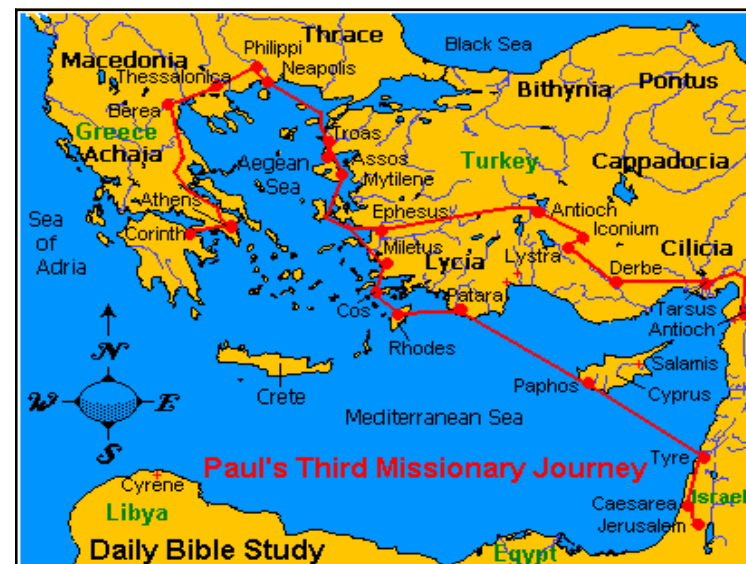 Thrace
Black Sea
Philippi
Macedonia
Neapolis
Thessalonica
Pontus
Bithynia
Berea
Greece
Troas
Achaja
Assos
Aegean
Sea
Turkey
Cappadocia
Mytilene
Athens
Sea
of
Adria
Corinth
Ephesus
Antioch
Iconium
Miletus
Lystra
Cilicia
Lycia
Derbe
Cos
Patara
Tarsus
Antioch
Rhodes
N
W
E
S
Crete
Salamis
Paphos
Cyprus
Mediterranean Sea
Paul's Third Missionary Journey
Tyre
Cyrene
Libya
Caesarea
Israel
Jerusalem
Daily Bible Study
Egypt